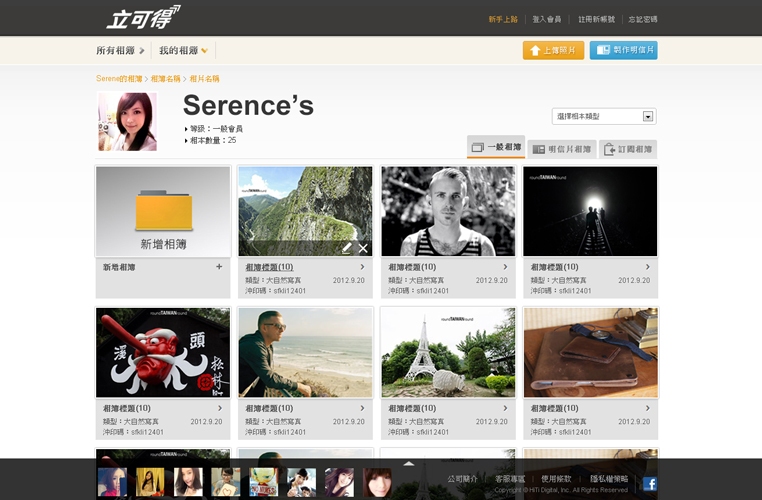 立可得
新手上路 登入會員 註冊新帳號 忘記密碼
所有相簿 我的相簿 上傳照片 製作明信片
Serene的相簿 > 相簿名稱 > 相片名稱
Serence's
等級：一般會員
相本數量：25
選擇相本類型
一般相簿 明信片相簿 訂閱相簿
新增相簿
roundTAIWANround
roundTAIWANround
新增相簿 +
相簿標題(10)
類型：大自然寫真 2012.9.20
沖印碼：sfkli12401
相簿標題(10)
類型：大自然寫真 2012.9.20
沖印碼：sfkli12401
相簿標題(10)
類型：大自然寫真 2012.9.20
沖印碼：sfkli12401
roundTAIWANround
漢 頭 松村
roundTAIWANround
相簿標題(10)
類型：大自然寫真 2012.9.20
沖印碼：sfkli12401
相簿標題(10)
類型：大自然寫真 2012.9.20
沖印碼：sfkli12401
相簿標題(10)
類型：大自然寫真 2012.9.20
沖印碼：sfkli12401
相簿標題(10)
類型：大自然寫真 2012.9.20
沖印碼：sfkli12401
公司簡介 客服專區 使用條款 隱私權策略
Copyright © HiTi Digital, Inc. All Rights Reserved
f